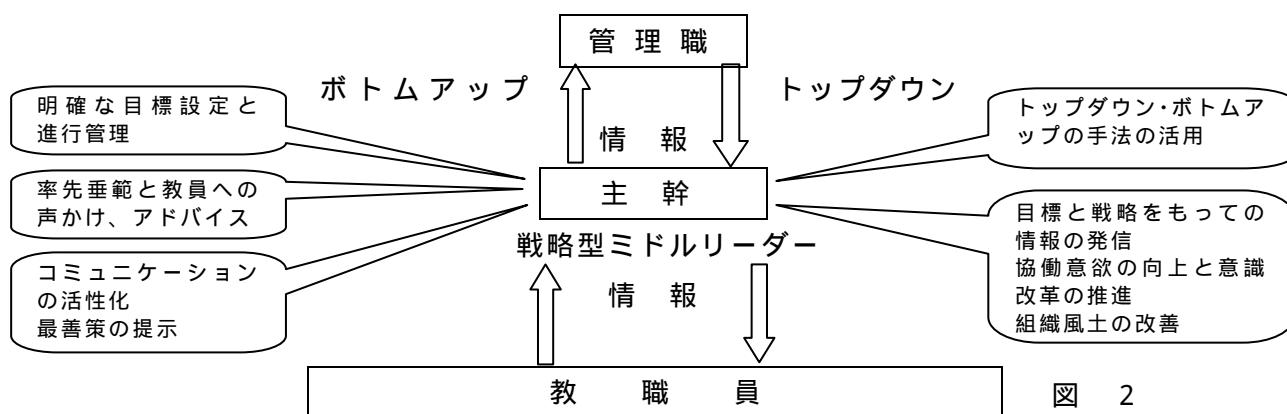 管理職
ボトムアップ
トップダウン
明確な目標設定と
進行管理
トップダウン・ボトムア
ップの手法の活用
情報
主幹
率先垂範と教員への
声かけ、アドバイス
目標と戦略をもっての
情報の発信
協働意欲の向上と意識
改革の推進
組織風土の改善
戦略型ミドルリーダー
コミュニケーション
の活性化
最善策の提示
情報
教職員
図 2